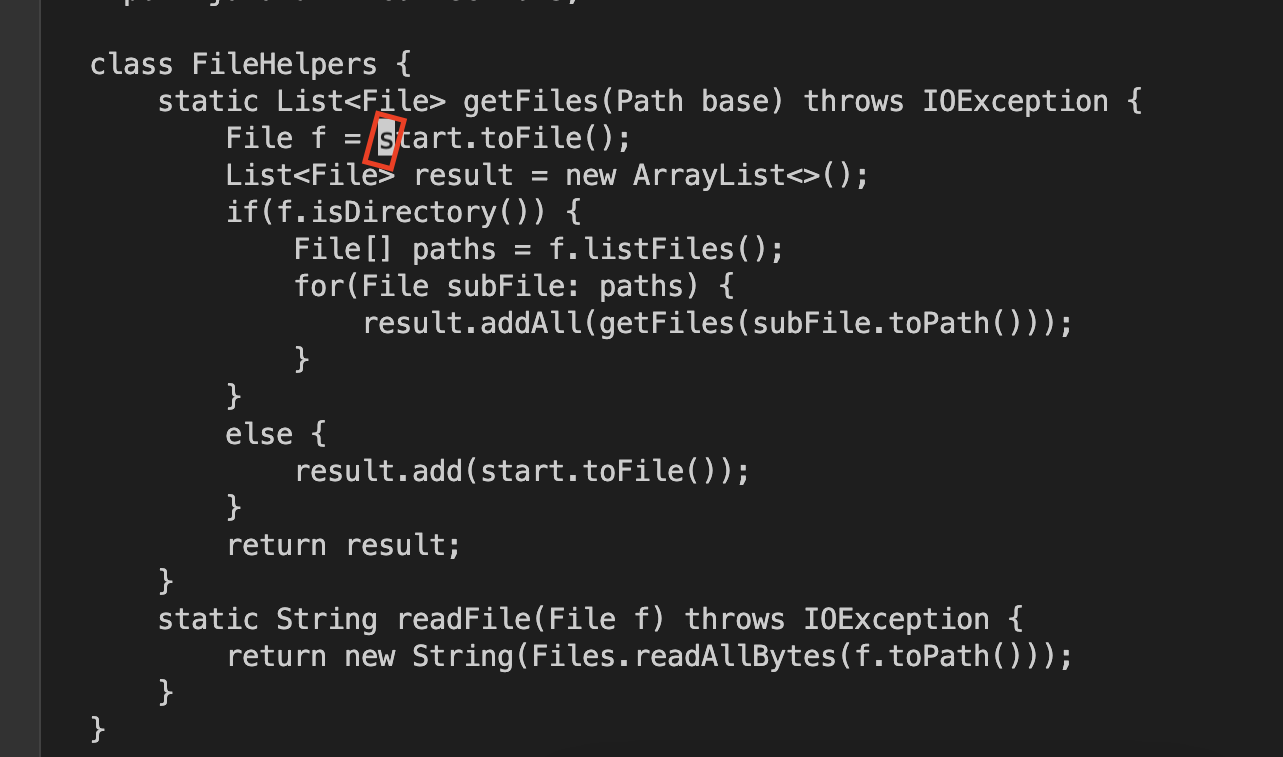 class FileHelpers {
    static List<File> getFiles(Path base) throws IOException {
        File f = start.toFile();
        List<File> result = new ArrayList<>();
        if(f.isDirectory()) {
            File[] paths = f.listFiles();
            for(File subFile: paths) {
                result.addAll(getFiles(subFile.toPath()));
            }
        }
        else {
            result.add(start.toFile());
        }
        return result;
    }
    static String readFile(File f) throws IOException {
        return new String(Files.readAllBytes(f.toPath()));
    }
}